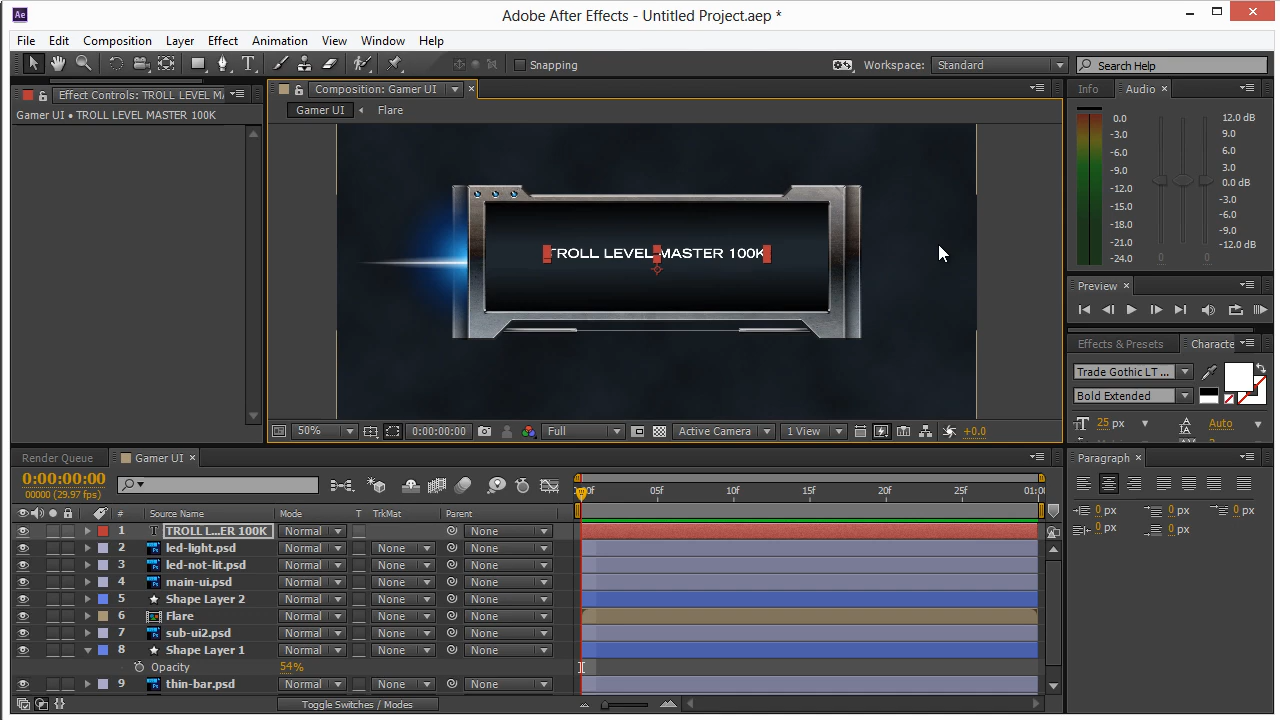 Ae
Adobe After Effects - Untitled Project.aep *
File Edit Composition Layer Effect Animation View Window Help
T Snapping Workspace: Standard Search Help
Effect Controls: TROLL LEVEL MA
Composition: Gamer UI
Info Audio
Gamer UI • TROLL LEVEL MASTER 100K
Gamer UI Flare
TROLL LEVEL MASTER 100K
0.0 12.0 dB
-3.0 9.0
-6.0 6.0
-9.0 3.0
-12.0 0.0 dB
-15.0 -3.0
-18.0 -6.0
-21.0 -9.0
-24.0 -12.0 dB
0 0
Preview
Effects & Presets Characte
Trade Gothic LT ...
Bold Extended
25 px Auto
50% 0:00:00:00 Full Active Camera 1 View +0.0
Render Queue Gamer UI
Paragraph
0:00:00:00
00000 (29.97 fps)
00f 05f 10f 15f 20f 25f 01:0
0 px 0 px 0 px
0 px 0 px
# Source Name Mode T TrkMat Parent
1 T TROLL L...ER 100K Normal None
2 led-light.psd Normal None None
3 led-not-lit.psd Normal None None
4 main-ui.psd Normal None None
5 Shape Layer 2 Normal None None
6 Flare Normal None None
7 sub-ui2.psd Normal None None
8 Shape Layer 1 Normal None None
Opacity 54%
9 thin-bar.psd Normal None None
Toggle Switches / Modes